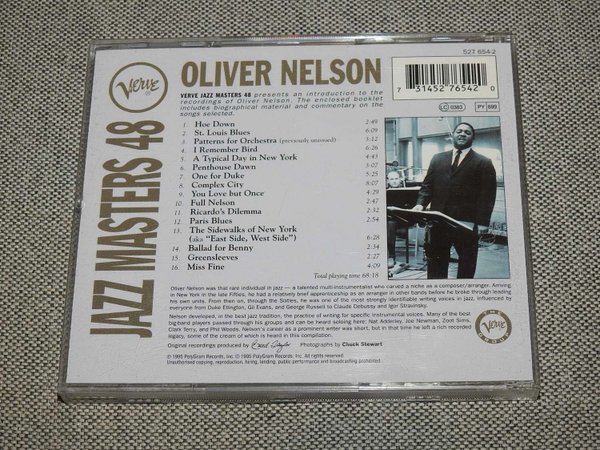 527 654-2
Verve
OLIVER NELSON
JAZZ MASTERS 48
7 31452 76542 0
LC 0383
PY 899
VERVE JAZZ MASTERS 48 presents an introduction to the
recordings of Oliver Nelson. The enclosed booklet
includes biographical material and commentary on the
songs selected.
1. Hoe Down 2:49
2. St. Louis Blues 6:09
3. Patterns for Orchestra (previously unissued) 3:12
4. I Remember Bird 6:26
5. A Typical Day in New York 4:43
6. Penthouse Dawn 3:07
7. One for Duke 5:25
8. Complex City 8:07
9. You Love but Once 4:29
10. Full Nelson 2:22
11. Ricardo's Dilemma 2:32
12. Paris Blues 2:54
13. The Sidewalks of New York
(aka "East Side, West Side") 6:28
14. Ballad for Benny 2:34
15. Greensleeves 2:27
16. Miss Fine 4:09
Total playing time 68:18
Oliver Nelson was that rare individual in jazz — a talented multi-instrumentalist who carved a niche as a composer/arranger. Arriving
in New York in the late Fifties, he had a relatively brief apprenticeship as an arranger in other bands before he broke through leading
his own units. From then on, through the Sixties, he was one of the most strongly identifiable writing voices in jazz, influenced by
everyone from Duke Ellington, Gil Evans, and George Russell to Claude Debussy and Igor Stravinsky.
Nelson developed, in the best jazz tradition, the practice of writing for specific instrumental voices. Many of the best
big-band players passed through his groups and can be heard soloing here: Nat Adderley, Joe Newman, Zoot Sims,
Clark Terry, and Phil Woods. Nelson's career as a prominent writer was short, but in that time he left a rich recorded
legacy, some of the cream of which is heard in this compilation.
Original recordings produced by Creed Taylor Photographs by Chuck Stewart
© 1995 PolyGram Records, Inc. ℗ 1995 PolyGram Records, Inc. All rights reserved.
Unauthorized copying, reproduction, hiring, lending, public performance and broadcasting prohibited.
THE
Verve
GROUP